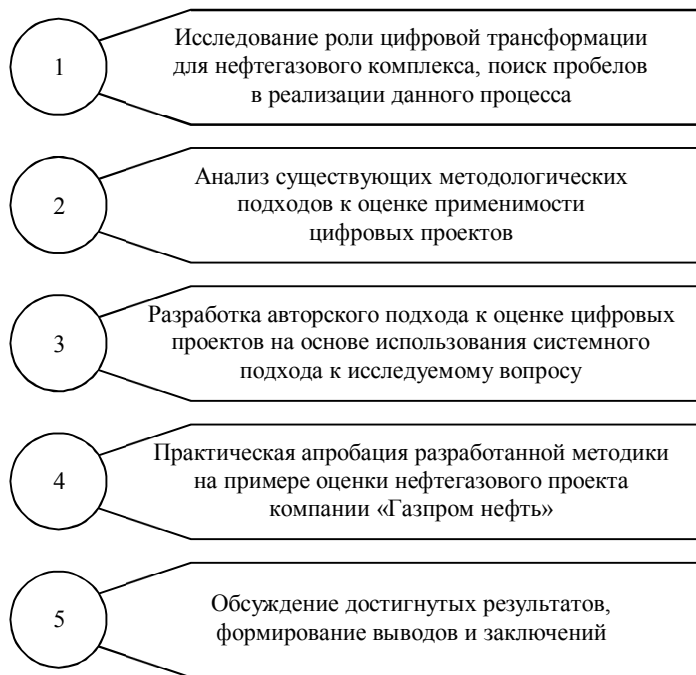 1
Исследование роли цифровой трансформации
для нефтегазового комплекса, поиск пробелов
в реализации данного процесса
2
Анализ существующих методологических
подходов к оценке применимости
цифровых проектов
3
Разработка авторского подхода к оценке цифровых
проектов на основе использования системного
подхода к исследуемому вопросу
4
Практическая апробация разработанной методики
на примере оценки нефтегазового проекта
компании «Газпром нефть»
5
Обсуждение достигнутых результатов,
формирование выводов и заключений